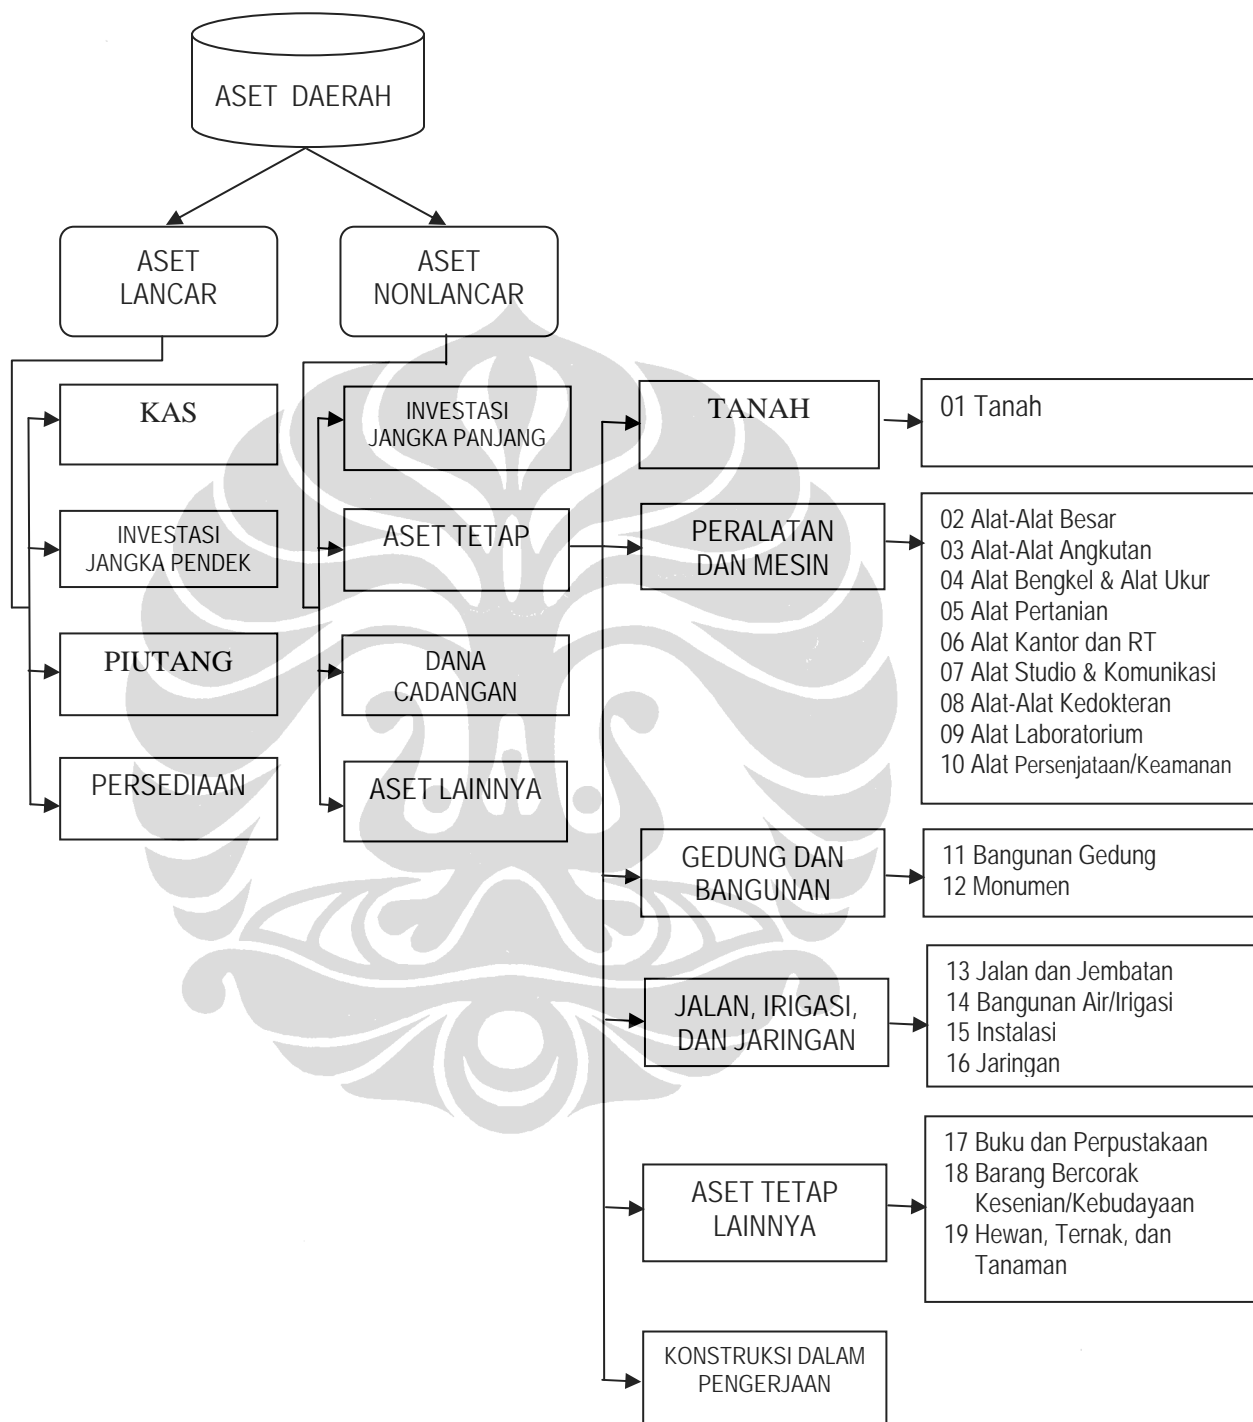 ASET DAERAH
ASET
LANCAR
ASET
NONLANCAR
KAS
INVESTASI
JANGKA PENDEK
PIUTANG
PERSEDIAAN
INVESTASI
JANGKA PANJANG
ASET TETAP
DANA
CADANGAN
ASET LAINNYA
TANAH
01 Tanah
PERALATAN
DAN MESIN
02 Alat-Alat Besar
03 Alat-Alat Angkutan
04 Alat Bengkel & Alat Ukur
05 Alat Pertanian
06 Alat Kantor dan RT
07 Alat Studio & Komunikasi
08 Alat-Alat Kedokteran
09 Alat Laboratorium
10 Alat Persenjataan/Keamanan
GEDUNG DAN
BANGUNAN
11 Bangunan Gedung
12 Monumen
JALAN, IRIGASI,
DAN JARINGAN
13 Jalan dan Jembatan
14 Bangunan Air/Irigasi
15 Instalasi
16 Jaringan
ASET TETAP
LAINNYA
17 Buku dan Perpustakaan
18 Barang Bercorak
Kesenian/Kebudayaan
19 Hewan, Ternak, dan
Tanaman
KONSTRUKSI DALAM
PENGERJAAN